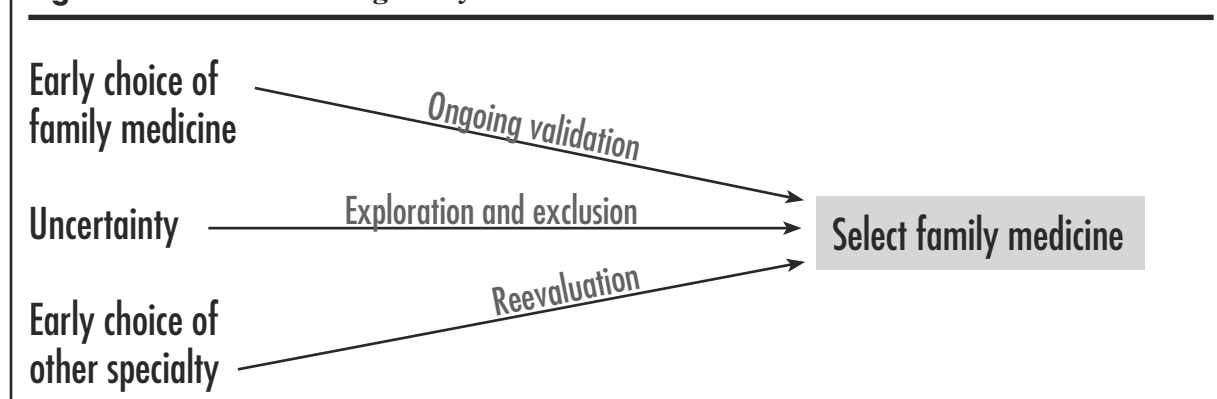 Early choice of
family medicine
Ongoing validation
Uncertainty
Exploration and exclusion
Select family medicine
Reevaluation
Early choice of
other specialty